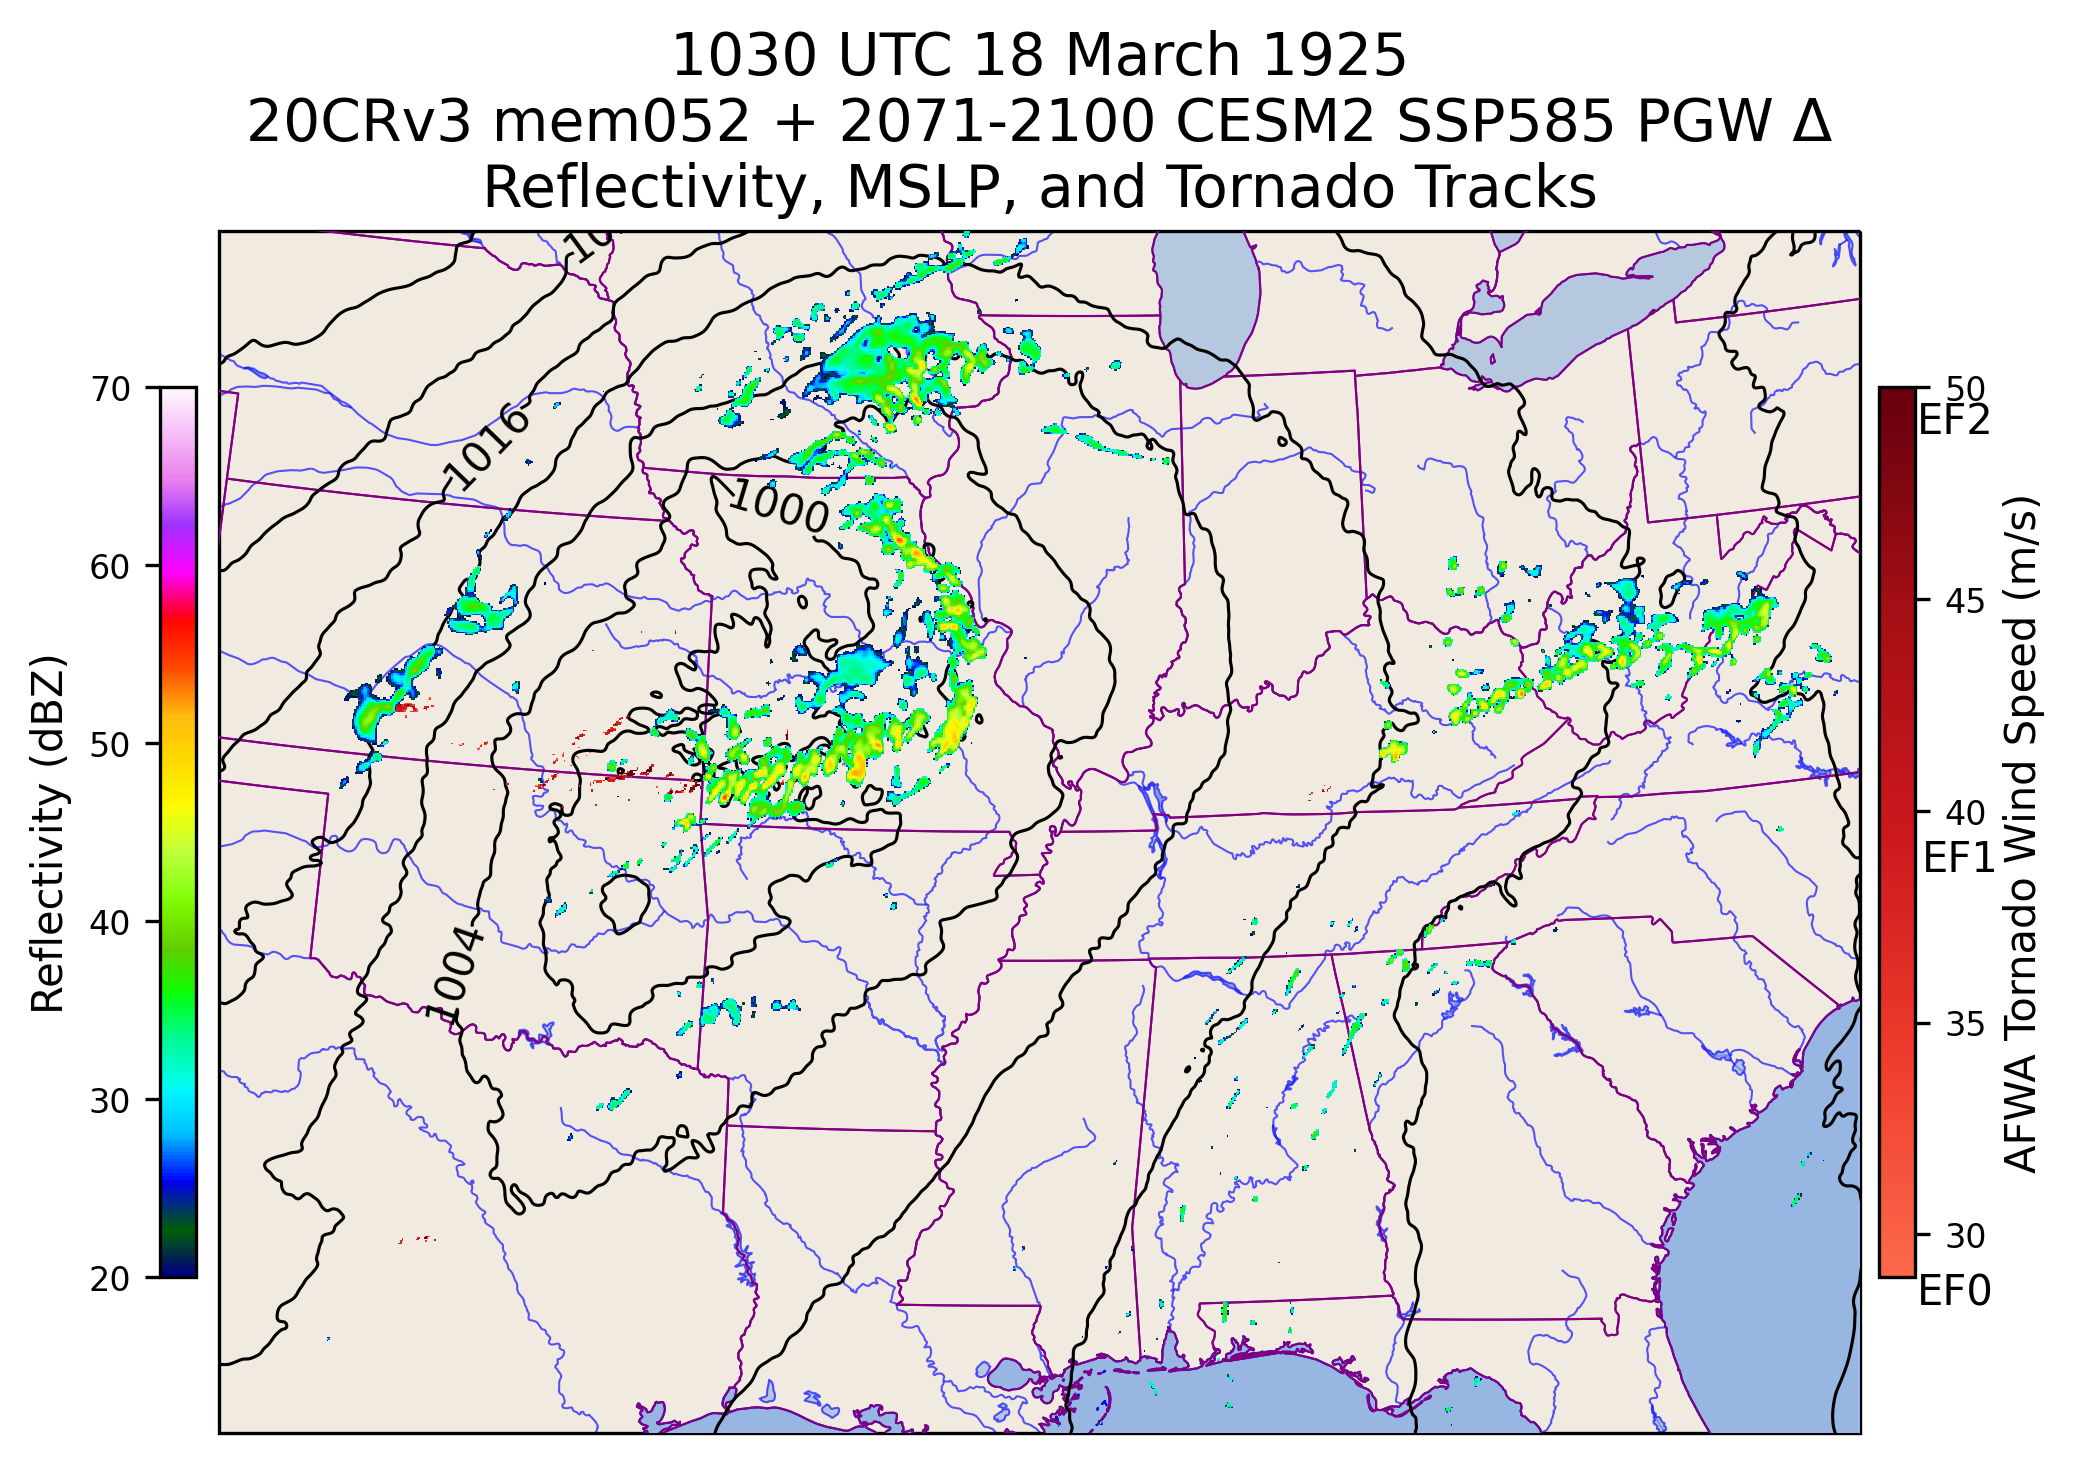 1030 UTC 18 March 1925
20CRv3 mem052 + 2071-2100 CESM2 SSP585 PGW Δ
Reflectivity, MSLP, and Tornado Tracks
70
60
50
40
30
20
Reflectivity (dBZ)
1016
1000
1004
50
EF2
45
40
EF1
35
30
EF0
AFWA Tornado Wind Speed (m/s)